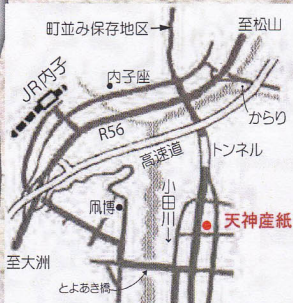 町並み保存地区→
至松山
JR内子
内子座
からり
R56
高速道
トンネル
凧博
小田川→
天神産紙
至大洲
とよあき橋